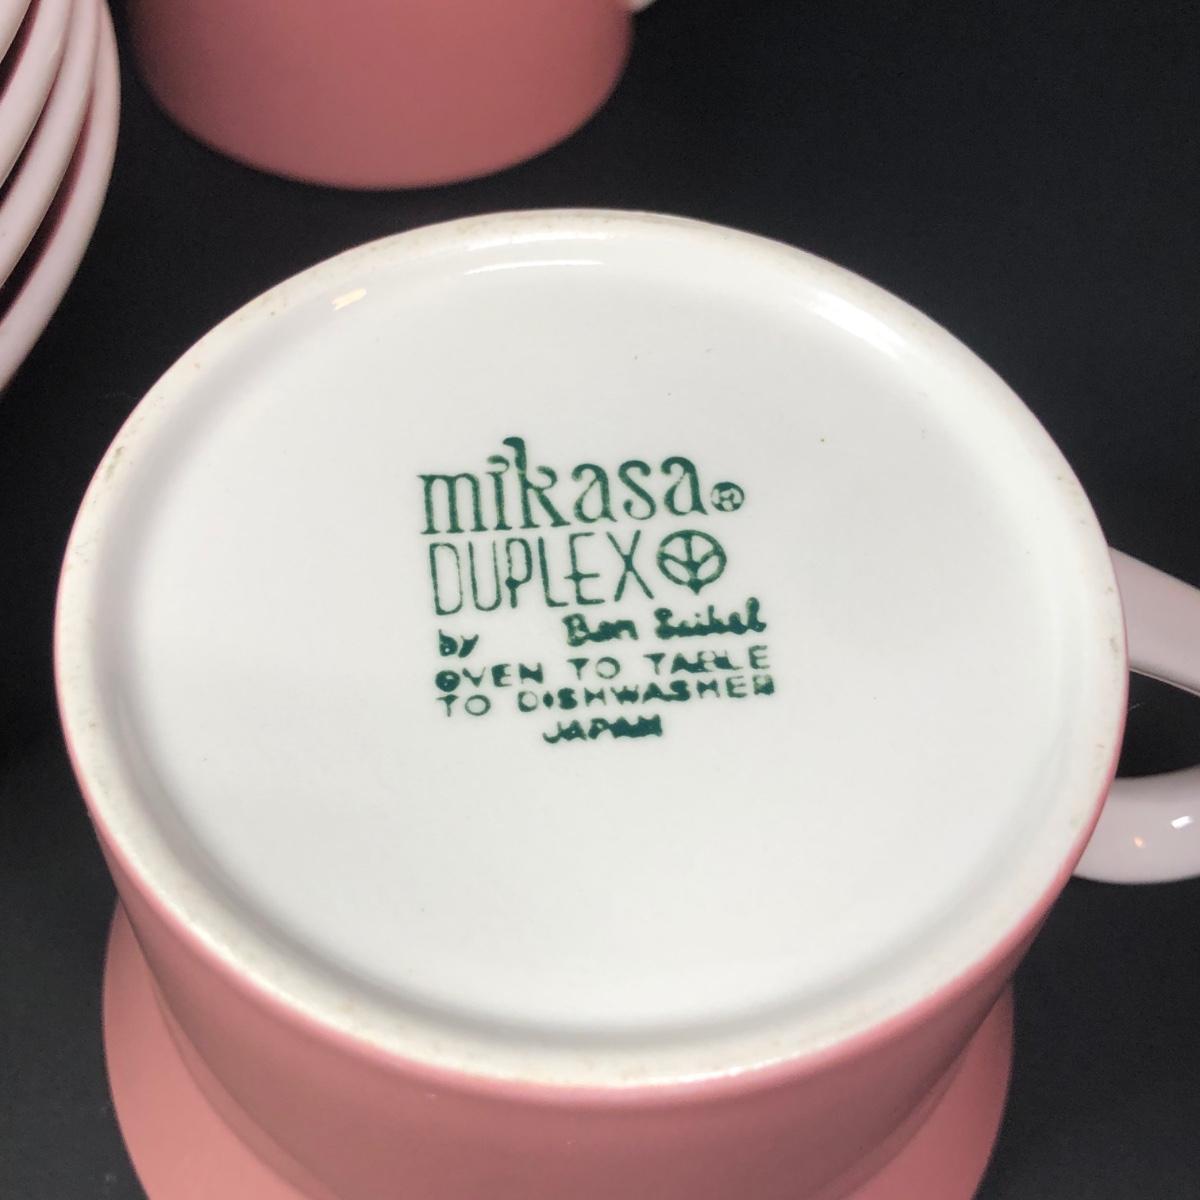 mikasa®
DUPLEX
by Ben Seibel
OVEN TO TABLE
TO DISHWASHER
JAPAN